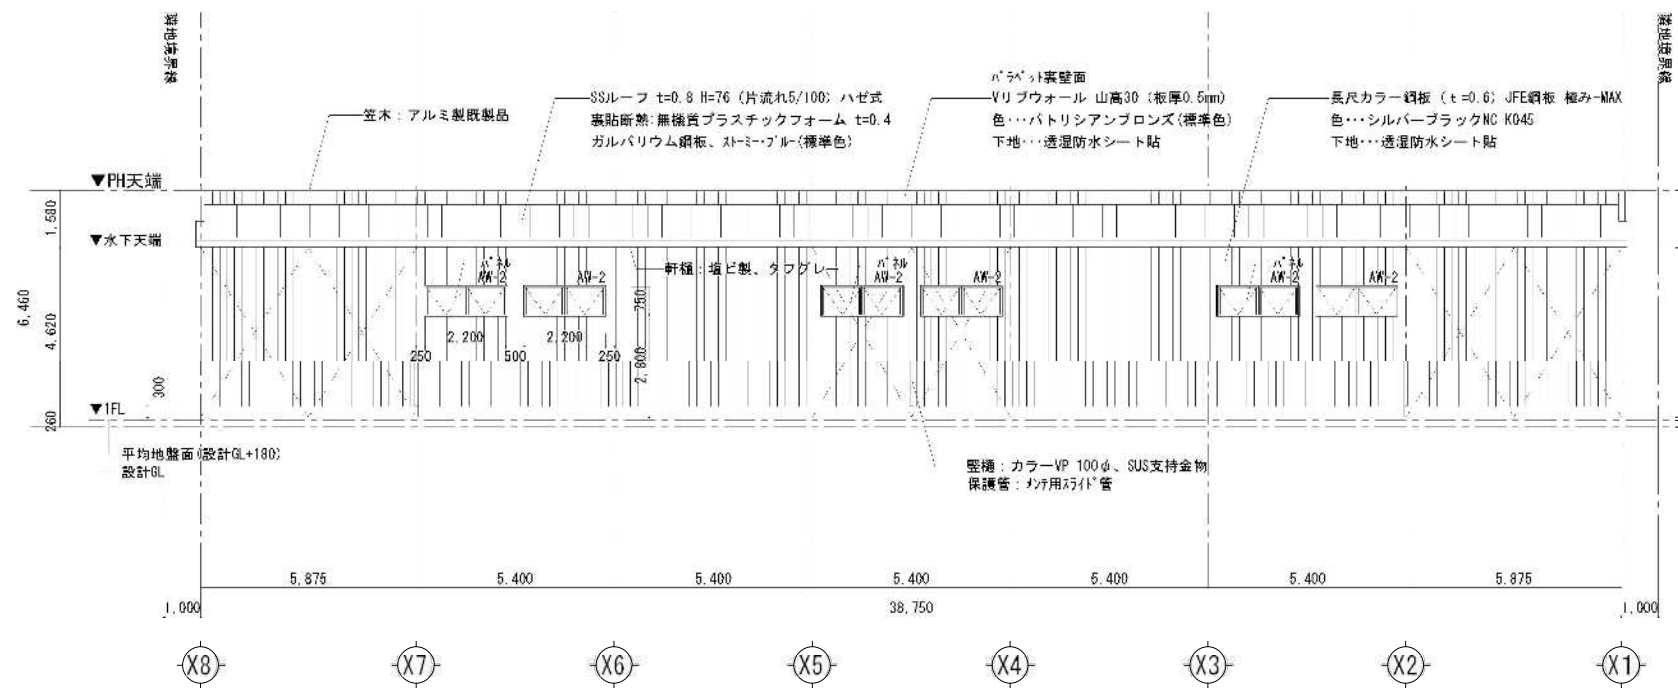 隣地境界線
隣地境界線
笠木：アルミ製既製品
SSルーフ t=0.8 H=76 (片流れ5/100) ハゼ式
裏貼断熱:無機質プラスチックフォーム t=0.4
ガルバリウム鋼板、ストーミーブルー(標準色)
パラペット裏壁面
Vリブウォール 山高30 (板厚0.5mm)
色･･･パトリシアンブロンズ(標準色)
下地･･･透湿防水シート貼
長尺カラー鋼板 (t=0.6) JFE鋼板 極み-MAX
色･･･シルバーブラックNC K045
下地･･･透湿防水シート貼
▼PH天端
▼水下天端
1,580
6,460
4,620
260
300
パネル
AW-2
AW-2
軒樋：塩ビ製、タフグレー
パネル
AW-2
AW-2
パネル
AW-2
AW-2
750
2,200
2,200
250
500
250
2,800
▼1FL
平均地盤面(設計GL+180)
設計GL
竪樋：カラーVP 100φ、SUS支持金物
保護管：メンテ用スライド管
5,875
5,400
5,400
5,400
5,400
5,400
5,875
1,000
38,750
1,000
X8
X7
X6
X5
X4
X3
X2
X1